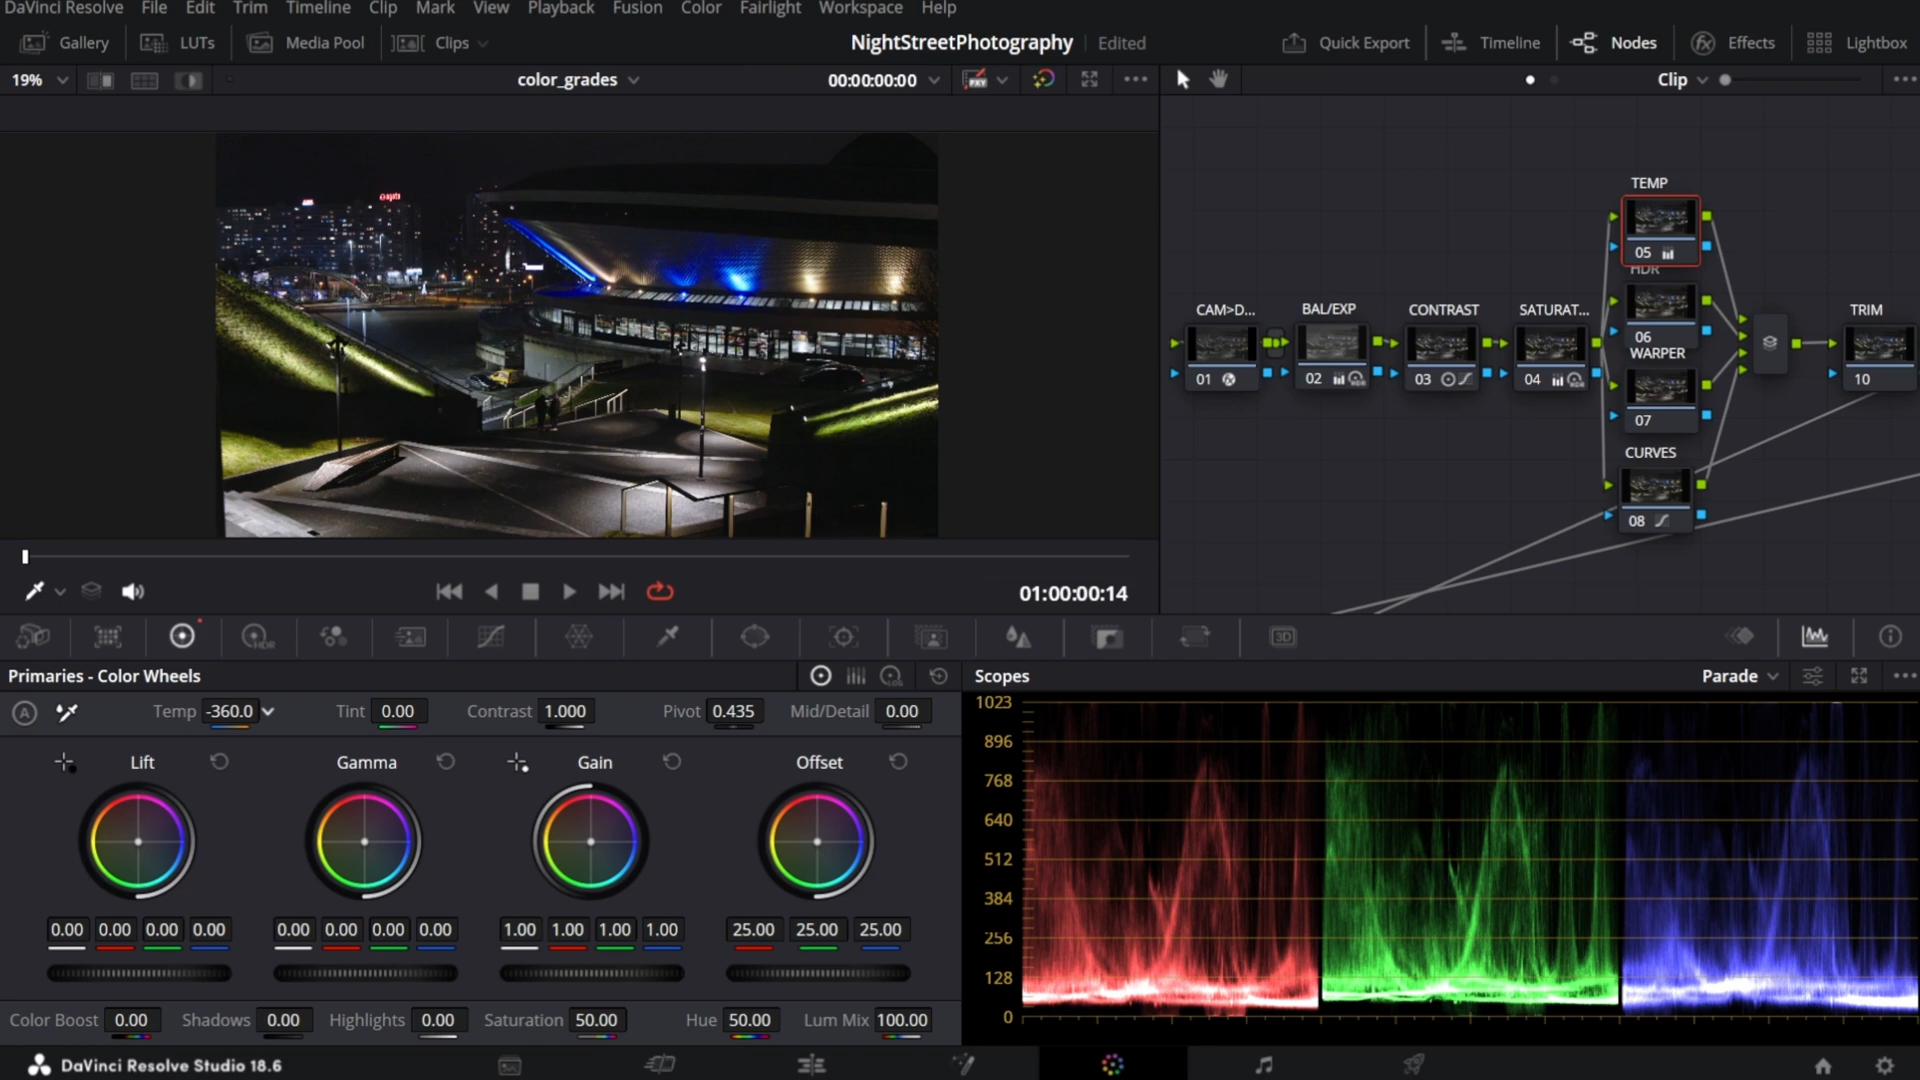 DaVinci Resolve File Edit Trim Timeline Clip Mark View Playback Fusion Color Fairlight Workspace Help
Gallery LUTs Media Pool Clips NightStreetPhotography Edited Quick Export Timeline Nodes Effects Lightbox
19% color_grades 00:00:00:00 Clip
TEMP
05
HDR
06
CAM>D... BAL/EXP CONTRAST SATURAT... TRIM
01 02 03 04 10
WARPER
07
CURVES
08
01:00:00:14
HDR 3D
Primaries - Color Wheels
A Temp -360.0 Tint 0.00 Contrast 1.000 Pivot 0.435 Mid/Detail 0.00
Lift Gamma Gain Offset
0.00 0.00 0.00 0.00 0.00 0.00 0.00 0.00 1.00 1.00 1.00 1.00 25.00 25.00 25.00
Color Boost 0.00 Shadows 0.00 Highlights 0.00 Saturation 50.00 Hue 50.00 Lum Mix 100.00
Scopes Parade
1023
896
768
640
512
384
256
128
0
DaVinci Resolve Studio 18.6